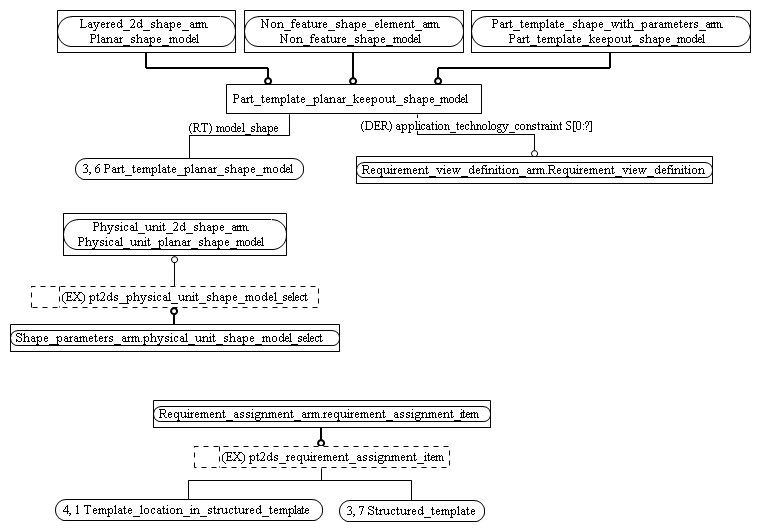 Layered_2d_shape_arm.
Planar_shape_model
Non_feature_shape_element_arm.
Non_feature_shape_model
Part_template_shape_with_parameters_arm.
Part_template_keepout_shape_model
Part_template_planar_keepout_shape_model
(RT) model_shape
(DER) application_technology_constraint S[0:?]
3, 6 Part_template_planar_shape_model
Requirement_view_definition_arm.Requirement_view_definition
Physical_unit_2d_shape_arm.
Physical_unit_planar_shape_model
(EX) pt2ds_physical_unit_shape_model_select
Shape_parameters_arm.physical_unit_shape_model_select
Requirement_assignment_arm.requirement_assignment_item
(EX) pt2ds_requirement_assignment_item
4, 1 Template_location_in_structured_template
3, 7 Structured_template